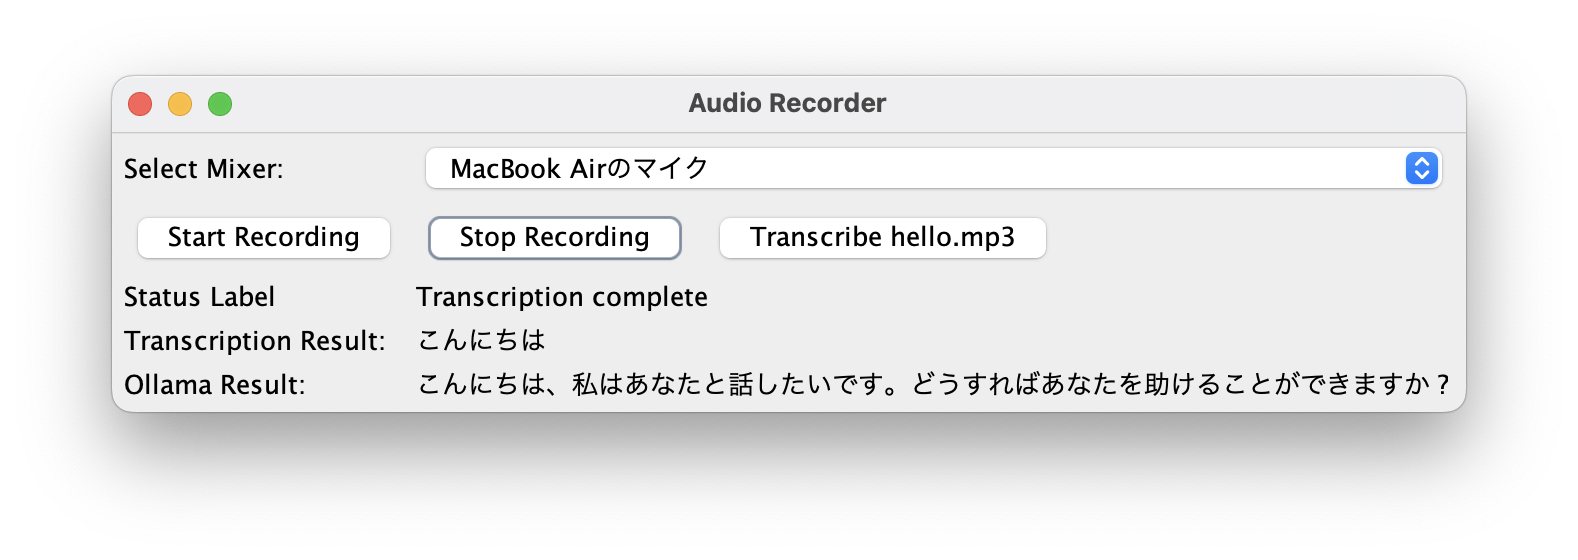 Audio Recorder
Select Mixer: MacBook Airのマイク
Start Recording Stop Recording Transcribe hello.mp3
Status Label Transcription complete
Transcription Result: こんにちは
Ollama Result: こんにちは、私はあなたと話したいです。どうすればあなたを助けることができますか？